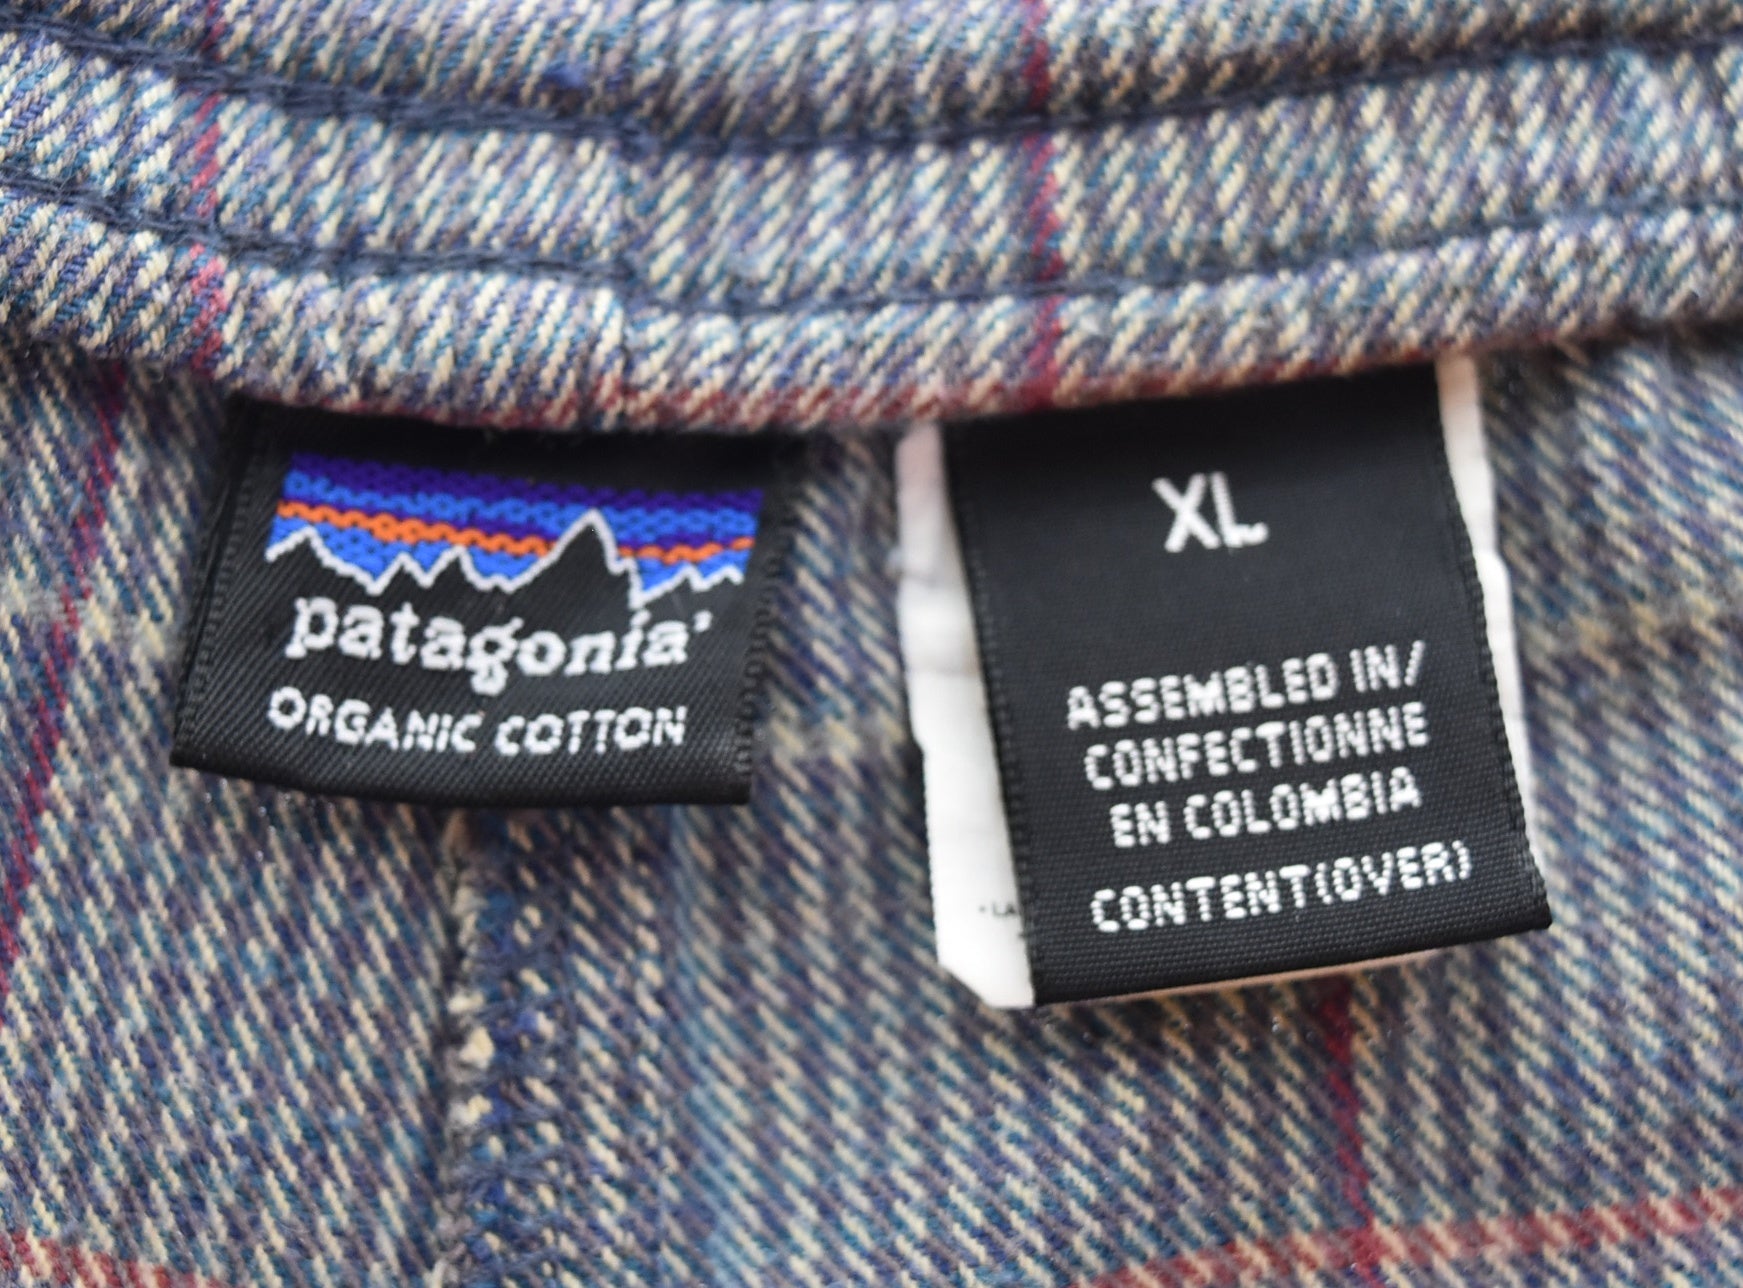 patagonia
ORGANIC COTTON
XL
ASSEMBLED IN/
CONFECTIONNE
EN COLOMBIA
CONTENT(OVER)